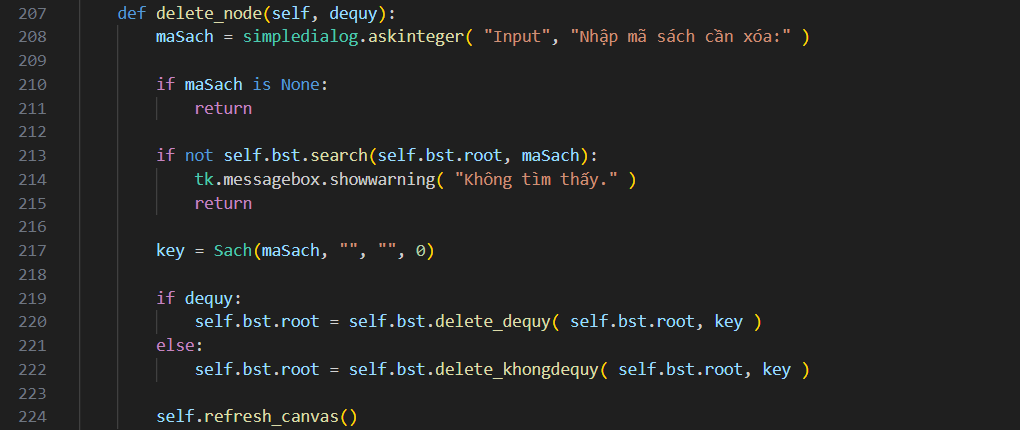 207 def delete_node(self, dequy):
208 maSach = simpledialog.askinteger( "Input", "Nhập mã sách cần xóa:" )
209
210 if maSach is None:
211 return
212
213 if not self.bst.search(self.bst.root, maSach):
214 tk.messagebox.showwarning( "Không tìm thấy." )
215 return
216
217 key = Sach(maSach, "", "", 0)
218
219 if dequy:
220 self.bst.root = self.bst.delete_dequy( self.bst.root, key )
221 else:
222 self.bst.root = self.bst.delete_khongdequy( self.bst.root, key )
223
224 self.refresh_canvas()